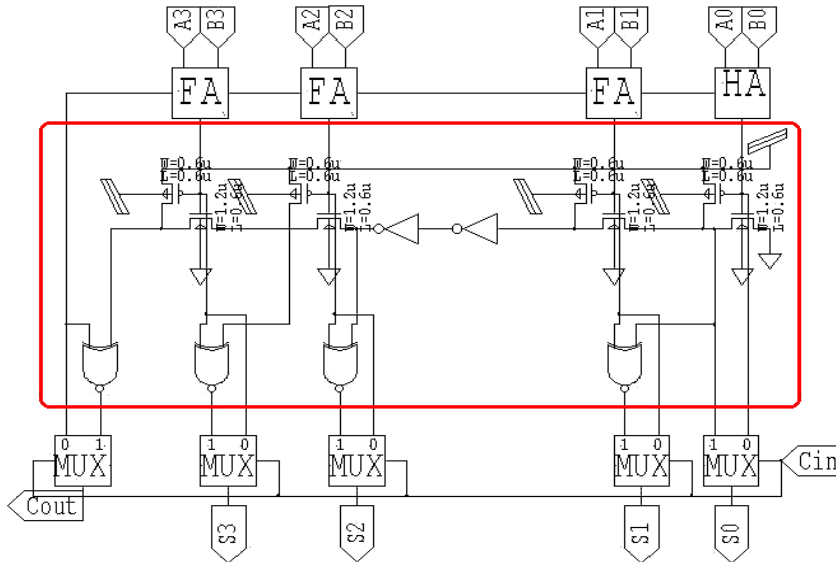 A3 B3 A2 B2 A1 B1 A0 B0
FA FA FA HA
W=0.6u W=0.6u W=0.6u W=0.6u
L=0.6u L=0.6u L=0.6u L=0.6u
W=1.2u W=1.2u W=1.2u W=1.2u
L=0.6u L=0.6u L=0.6u L=0.6u
0 1 1 0 1 0 1 0 1 0
MUX MUX MUX MUX MUX
Cin
Cout
S3 S2 S1 S0